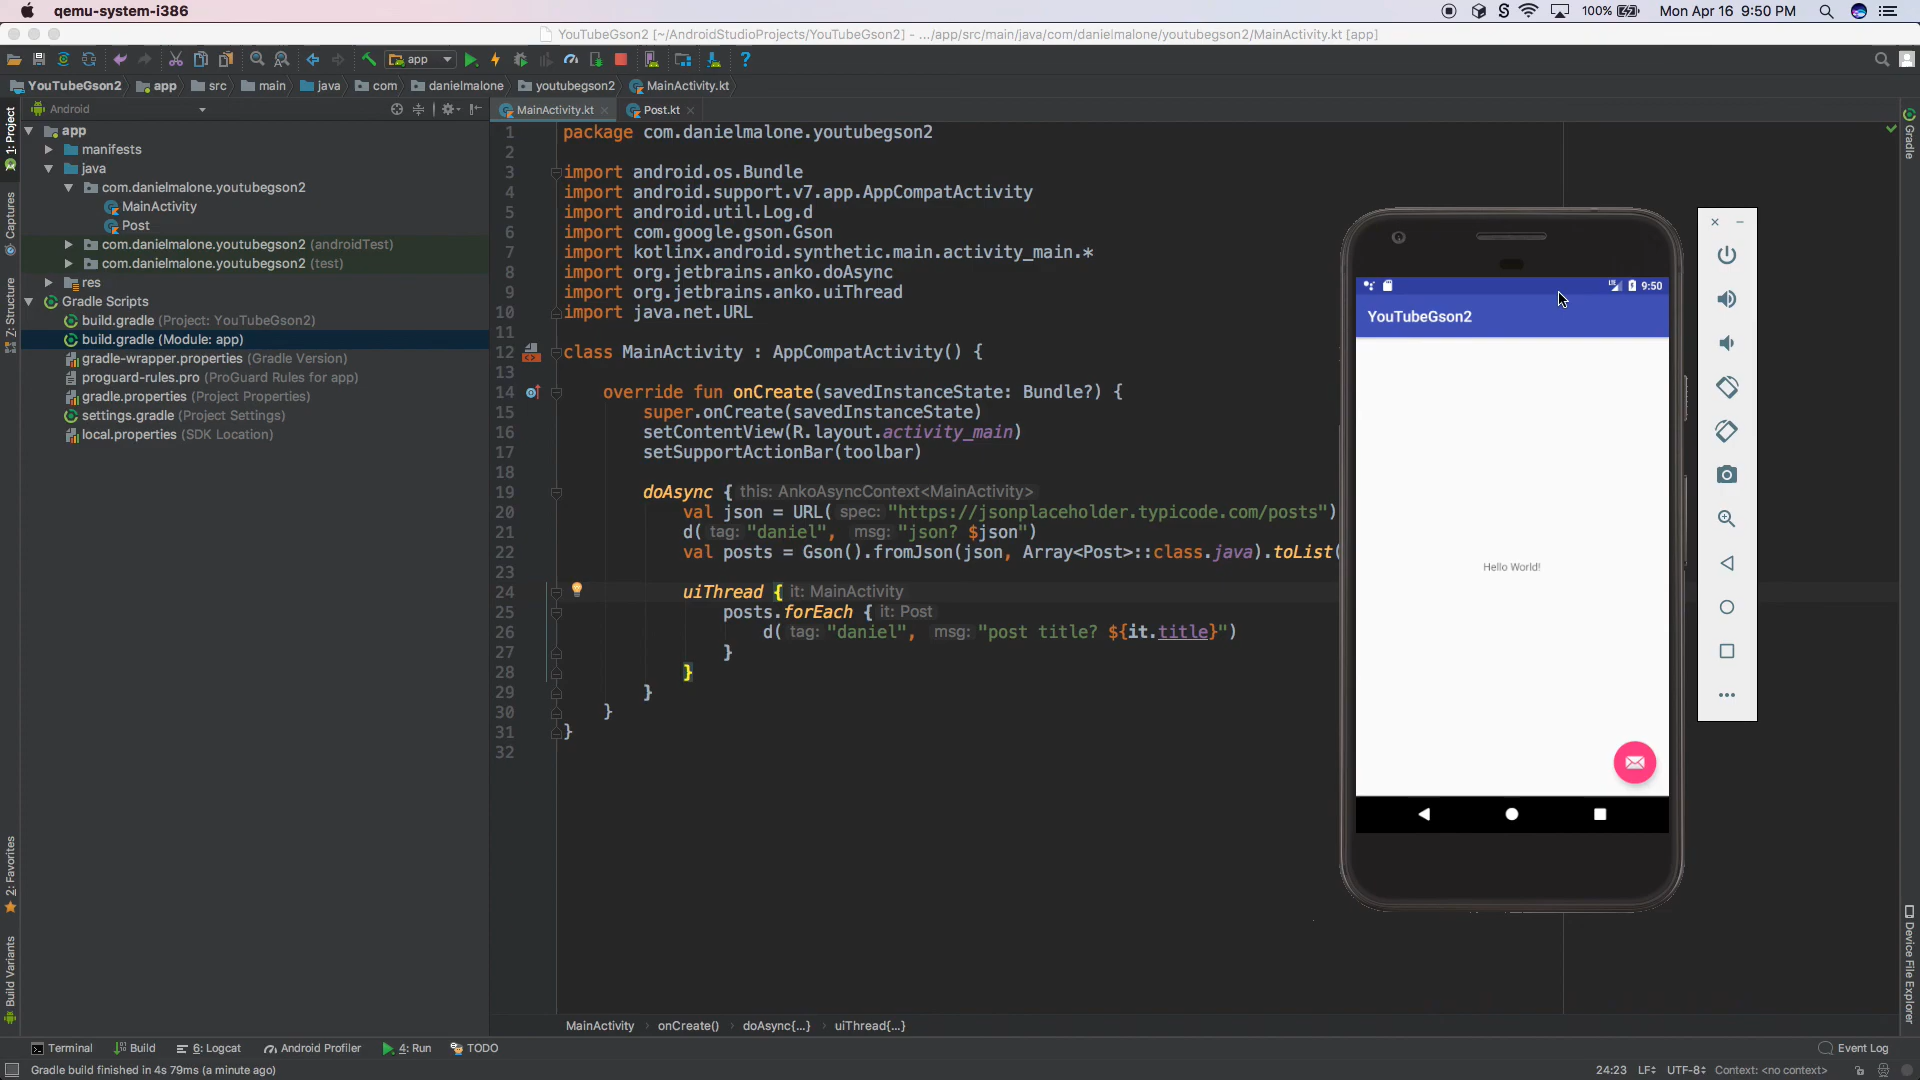 qemu-system-i386
100%
Mon Apr 16 9:50 PM
YouTubeGson2 [~/AndroidStudioProjects/YouTubeGson2] - .../app/src/main/java/com/danielmalone/youtubegson2/MainActivity.kt [app]
app
YouTubeGson2
app
src
main
java
com
danielmalone
youtubegson2
MainActivity.kt
Android
MainActivity.kt
Post.kt
1: Project
Captures
7: Structure
2: Favorites
Build Variants
app
manifests
java
com.danielmalone.youtubegson2
MainActivity
Post
com.danielmalone.youtubegson2 (androidTest)
com.danielmalone.youtubegson2 (test)
res
Gradle Scripts
build.gradle (Project: YouTubeGson2)
build.gradle (Module: app)
gradle-wrapper.properties (Gradle Version)
proguard-rules.pro (ProGuard Rules for app)
gradle.properties (Project Properties)
settings.gradle (Project Settings)
local.properties (SDK Location)
1 package com.danielmalone.youtubegson2
2
3 import android.os.Bundle
4 import android.support.v7.app.AppCompatActivity
5 import android.util.Log.d
6 import com.google.gson.Gson
7 import kotlinx.android.synthetic.main.activity_main.*
8 import org.jetbrains.anko.doAsync
9 import org.jetbrains.anko.uiThread
10 import java.net.URL
11
12 class MainActivity : AppCompatActivity() {
13
14 override fun onCreate(savedInstanceState: Bundle?) {
15 super.onCreate(savedInstanceState)
16 setContentView(R.layout.activity_main)
17 setSupportActionBar(toolbar)
18
19 doAsync { this: AnkoAsyncContext<MainActivity>
20 val json = URL( spec: "https://jsonplaceholder.typicode.com/posts")
21 d( tag: "daniel", msg: "json? $json")
22 val posts = Gson().fromJson(json, Array<Post>::class.java).toList(
23
24 uiThread { it: MainActivity
25 posts.forEach { it: Post
26 d( tag: "daniel", msg: "post title? ${it.title}")
27 }
28 }
29 }
30 }
31 }
32
LTE
9:50
YouTubeGson2
Hello World!
Gradle
Device File Explorer
MainActivity › onCreate() › doAsync{...} › uiThread{...}
Terminal
Build
6: Logcat
Android Profiler
4: Run
TODO
Event Log
Gradle build finished in 4s 79ms (a minute ago)
24:23
LF
UTF-8
Context: <no context>